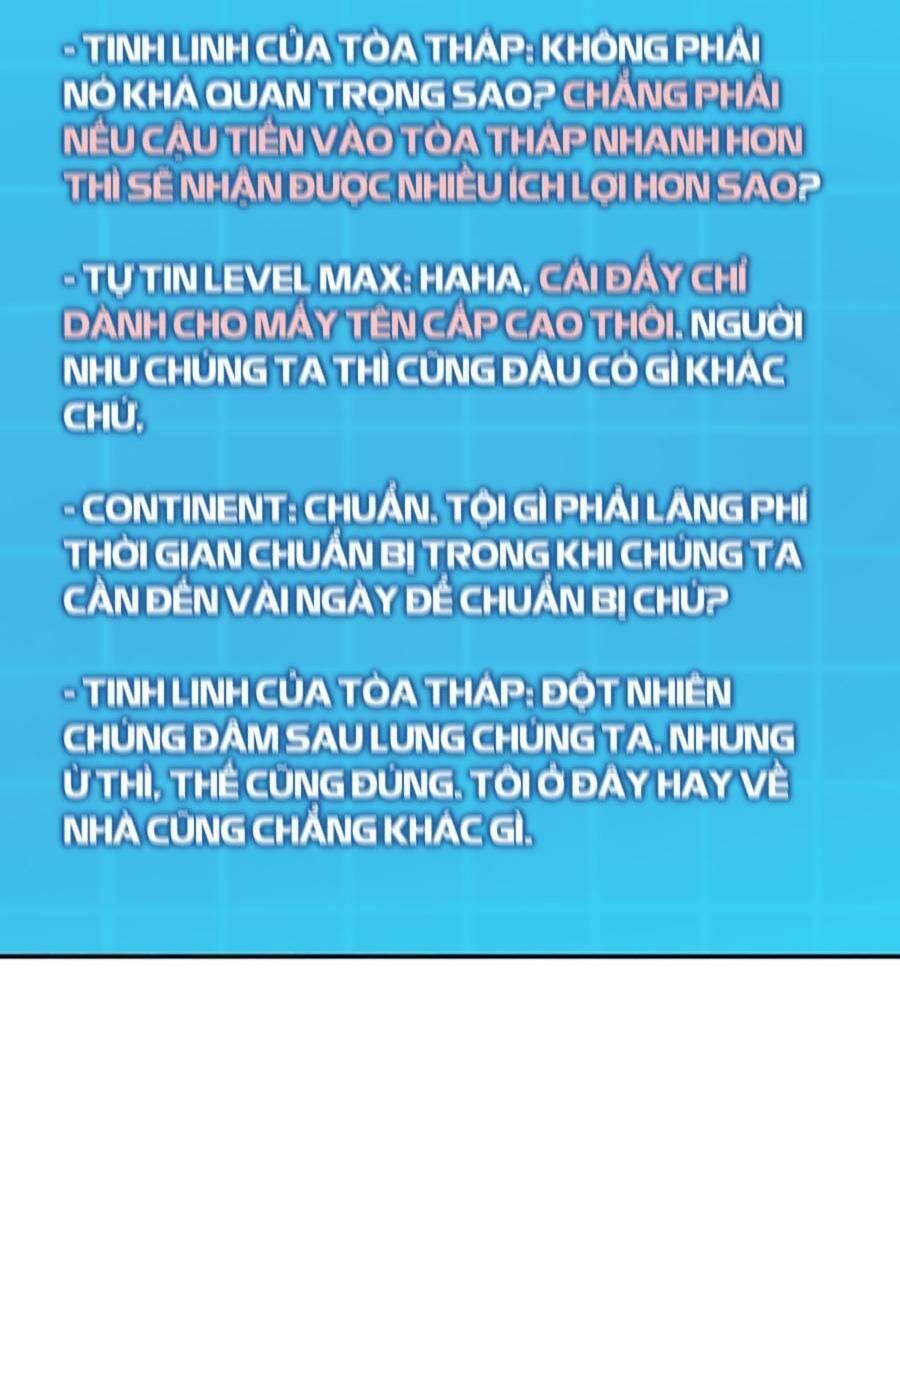 - TINH LINH CỦA TÒA THÁP: KHÔNG PHẢI
NÓ KHÁ QUAN TRỌNG SAO? CHẲNG PHẢI
NẾU CẬU TIẾN VÀO TÒA THÁP NHANH HƠN
THÌ SẼ NHẬN ĐƯỢC NHIỀU ÍCH LỢI HƠN SAO?
- TỰ TIN LEVEL MAX: HAHA, CÁI ĐẤY CHỈ
DÀNH CHO MẤY TÊN CẤP CAO THÔI. NGƯỜI
NHƯ CHÚNG TA THÌ CŨNG ĐÂU CÓ GÌ KHÁC
CHỨ,
- CONTINENT: CHUẨN. TỘI GÌ PHẢI LÃNG PHÍ
THỜI GIAN CHUẨN BỊ TRONG KHI CHÚNG TA
CẦN ĐẾN VÀI NGÀY ĐỂ CHUẨN BỊ CHỨ?
- TINH LINH CỦA TÒA THÁP: ĐỘT NHIÊN
CHÚNG ĐÂM SAU LƯNG CHÚNG TA. NHƯNG
Ừ THÌ, THẾ CŨNG ĐÚNG. TÔI Ở ĐÂY HAY VỀ
NHÀ CŨNG CHẲNG KHÁC GÌ.